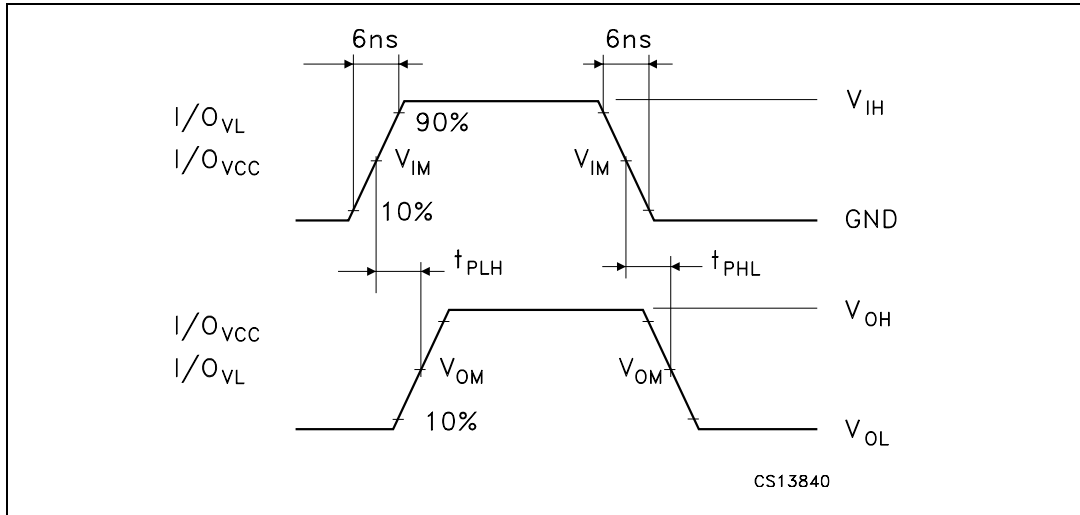 6ns 6ns
I/OVL 90% VIH
I/OVCC VIM VIM
10% GND
tPLH tPHL
I/OVCC VOH
I/OVL VOM VOM
10% VOL
CS13840